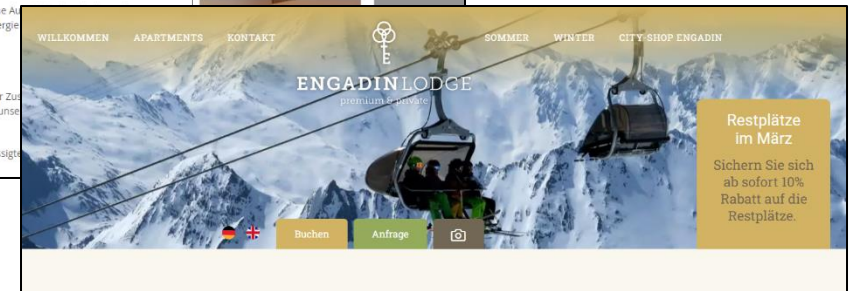 WILLKOMMEN APARTMENTS KONTAKT SOMMER WINTER CITY-SHOP ENGADIN
E
ENGADINLODGE
premium & private
Restplätze
im März
Sichern Sie sich
ab sofort 10%
Rabatt auf die
Restplätze.
Buchen Anfrage